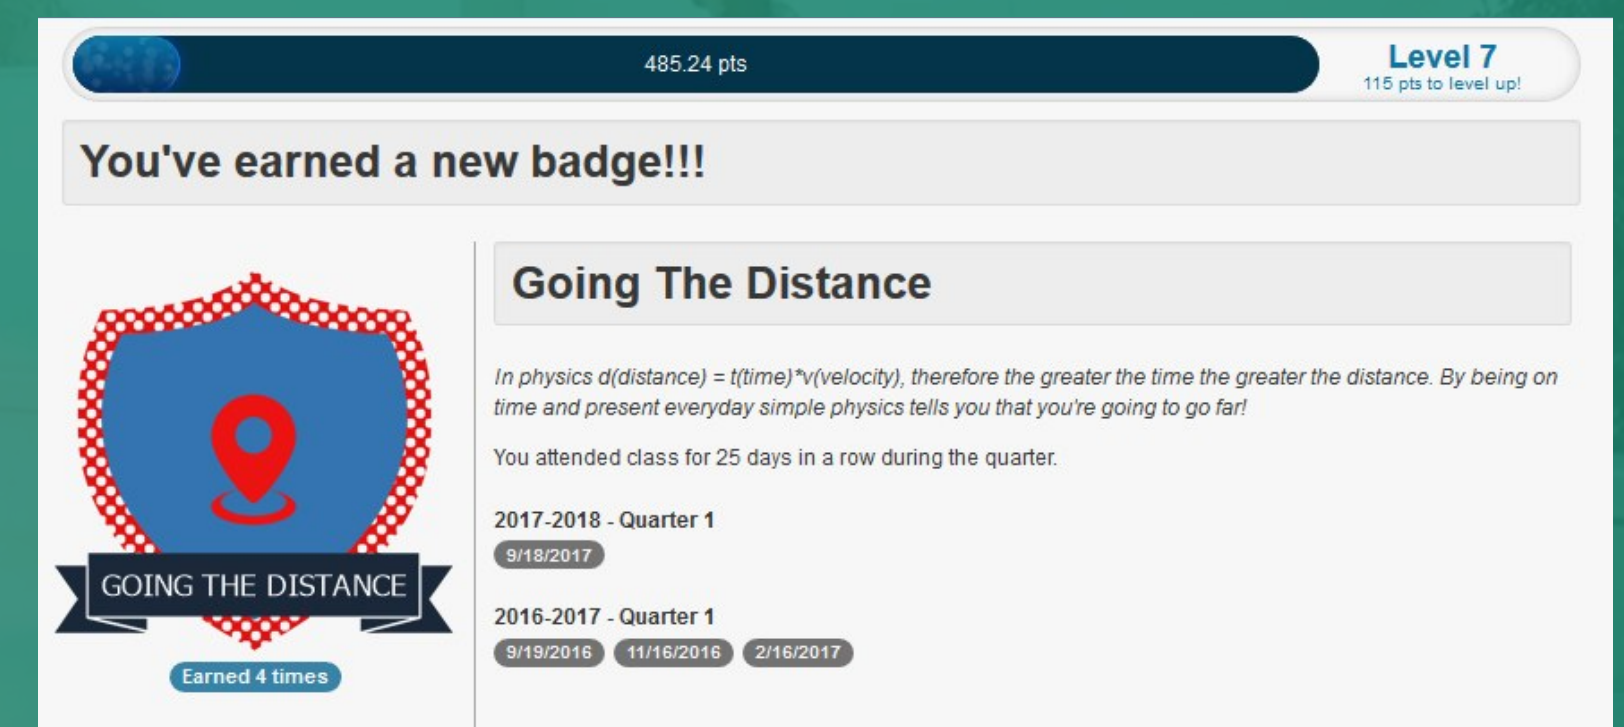 485.24 pts
Level 7
115 pts to level up!
You've earned a new badge!!!
GOING THE DISTANCE
Earned 4 times
Going The Distance
In physics d(distance) = t(time)*v(velocity), therefore the greater the time the greater the distance. By being on
time and present everyday simple physics tells you that you're going to go far!
You attended class for 25 days in a row during the quarter.
2017-2018 - Quarter 1
9/18/2017
2016-2017 - Quarter 1
9/19/2016 11/16/2016 2/16/2017